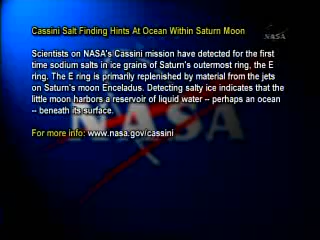 Cassini Salt Finding Hints At Ocean Within Saturn Moon
NASA
Scientists on NASA's Cassini mission have detected for the first
time sodium salts in ice grains of Saturn's outermost ring, the E
ring. The E ring is primarily replenished by material from the jets
on Saturn's moon Enceladus. Detecting salty ice indicates that the
little moon harbors a reservoir of liquid water -- perhaps an ocean
-- beneath its surface.
For more info: www.nasa.gov/cassini